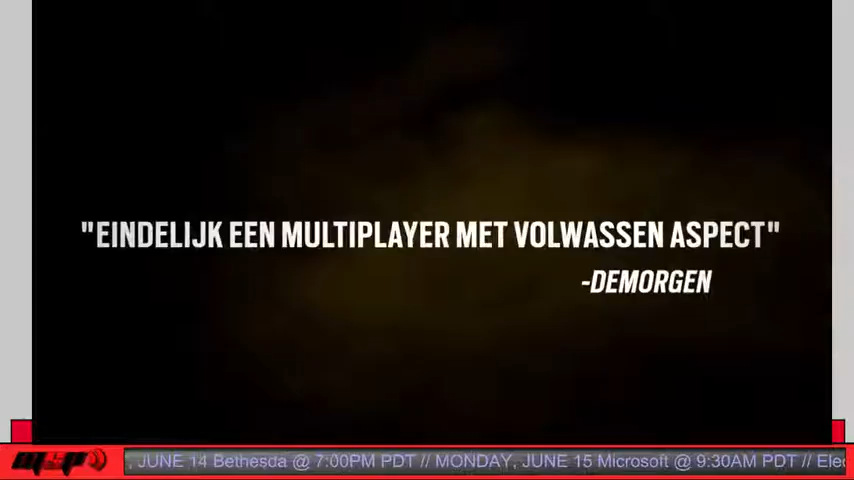 "EINDELIJK EEN MULTIPLAYER MET VOLWASSEN ASPECT"
-DEMORGEN
, JUNE 14 Bethesda @ 7:00PM PDT // MONDAY, JUNE 15 Microsoft @ 9:30AM PDT // Elec